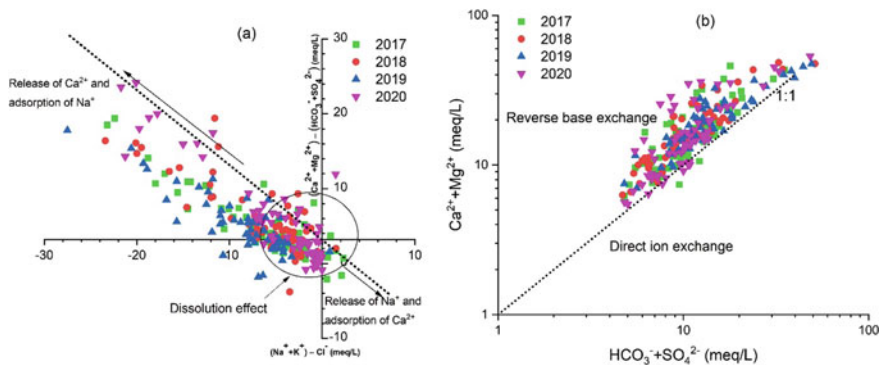 (a)
30
2017
2018
2019
2020
20
10
(Ca²⁺+Mg²⁺) – (HCO₃⁻+SO₄²⁻) (meq/L)
Release of Ca²⁺ and
adsorption of Na⁺
-30
-20
-10
0
10
Dissolution effect
Release of Na⁺ and
adsorption of Ca²⁺
-10
(Na⁺+K⁺) – Cl⁻ (meq/L)
(b)
100
2017
2018
2019
2020
1:1
Reverse base exchange
10
Ca²⁺+Mg²⁺ (meq/L)
Direct ion exchange
1
1
10
100
HCO₃⁻+SO₄²⁻ (meq/L)